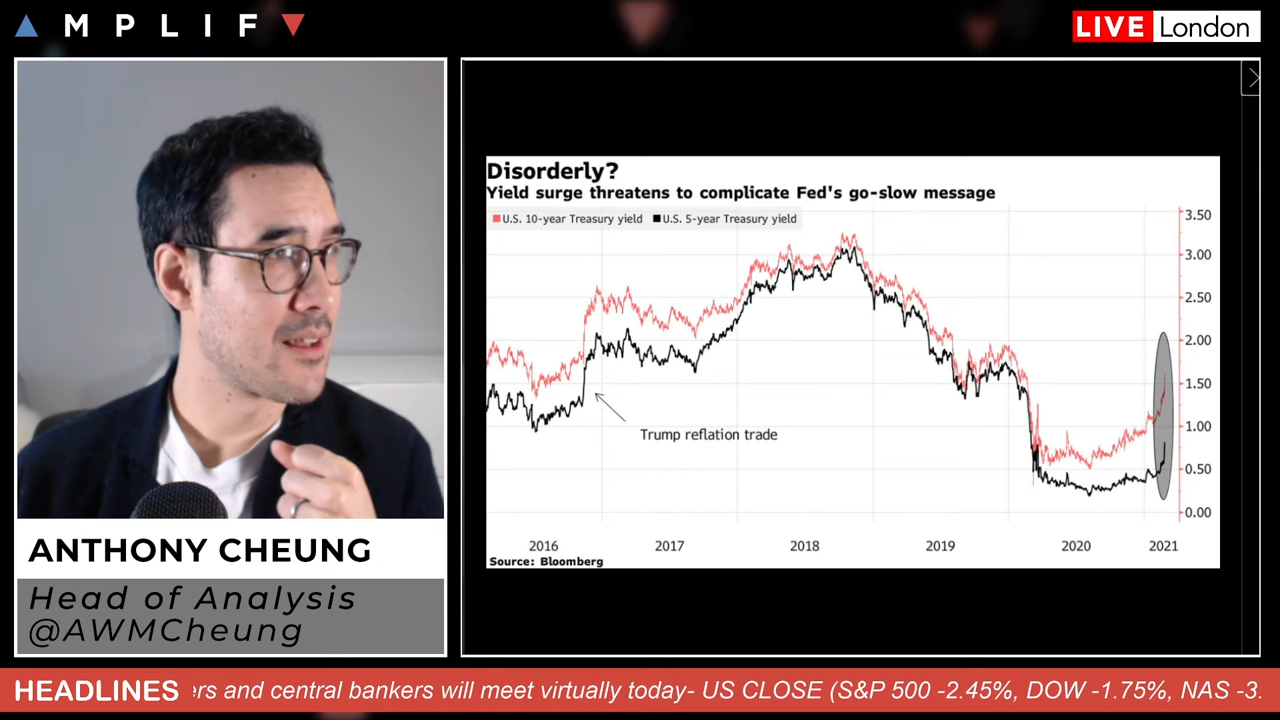 AMPLIFY
LIVE London
Disorderly?
Yield surge threatens to complicate Fed's go-slow message
U.S. 10-year Treasury yield U.S. 5-year Treasury yield
3.50
3.00
2.50
2.00
1.50
1.00
0.50
0.00
Trump reflation trade
2016 2017 2018 2019 2020 2021
Source: Bloomberg
ANTHONY CHEUNG
Head of Analysis
@AWMCheung
HEADLINES ers and central bankers will meet virtually today- US CLOSE (S&P 500 -2.45%, DOW -1.75%, NAS -3.